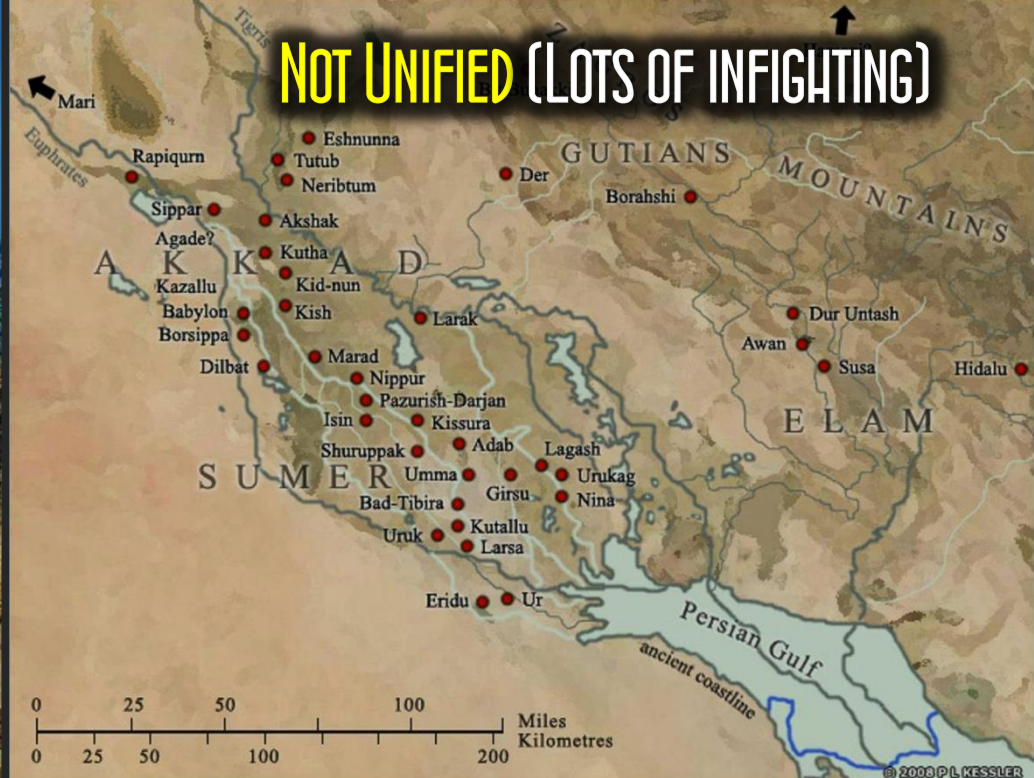 NOT UNIFIED (LOTS OF INFIGHTING)
Tigris
Mari
Euphrates
Rapiqurn
Eshnunna
Tutub
Neribtum
Der
GUTIANS
MOUNTAINS
Borahshi
Sippar
Akshak
Agade?
Kutha
AKKAD
Kazallu
Kid-nun
Babylon
Kish
Larak
Dur Untash
Borsippa
Awan
Dilbat
Marad
Susa
Hidalu
Nippur
Pazurish-Darjan
Isin
Kissura
ELAM
Shuruppak
Adab
Lagash
SUMER
Umma
Girsu
Urukag
Bad-Tibira
Nina
Uruk
Kutallu
Larsa
Eridu
Ur
Persian Gulf
ancient coastline
0 25 50 100
Miles
Kilometres
0 25 50 100 200
© 2008 P L KESSLER